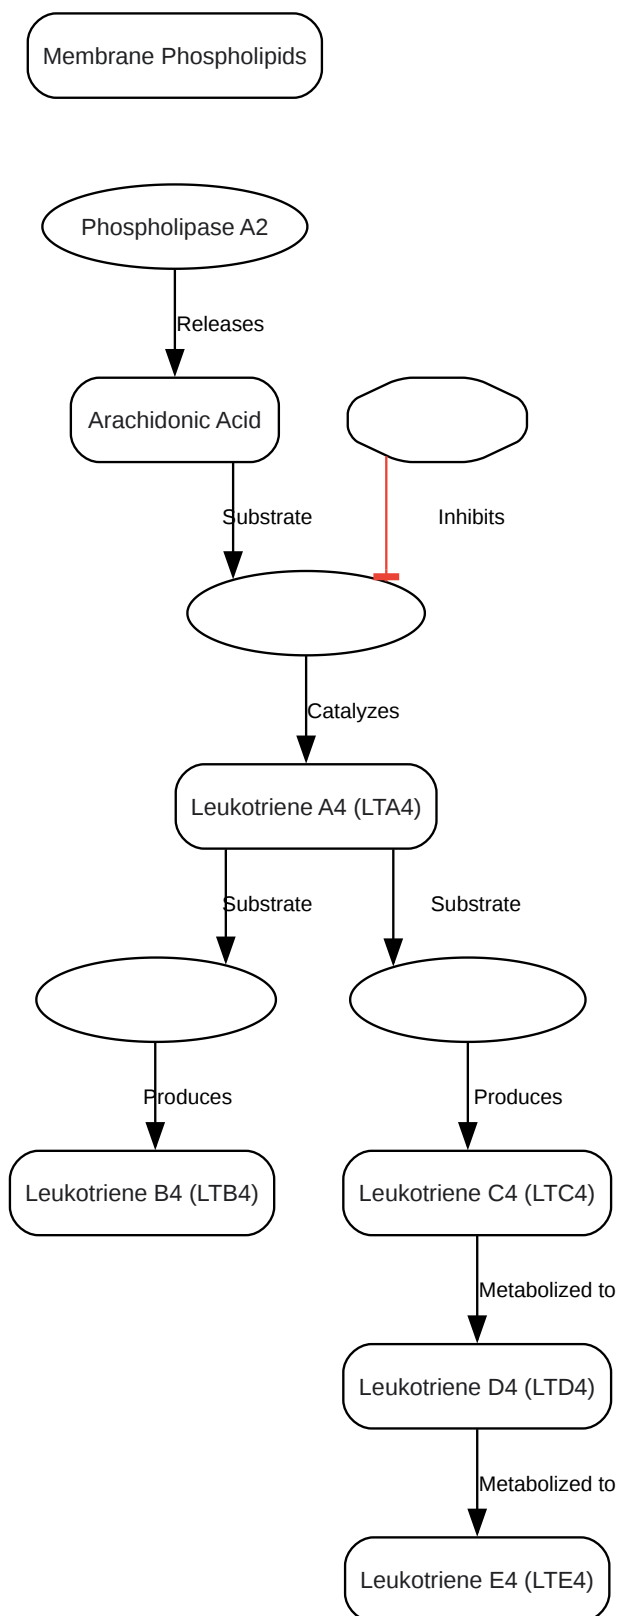 Membrane Phospholipids
Phospholipase A2
Releases
Arachidonic Acid
Substrate
Inhibits
Catalyzes
Leukotriene A4 (LTA4)
Substrate
Substrate
Produces
Produces
Leukotriene B4 (LTB4)
Leukotriene C4 (LTC4)
Metabolized to
Leukotriene D4 (LTD4)
Metabolized to
Leukotriene E4 (LTE4)